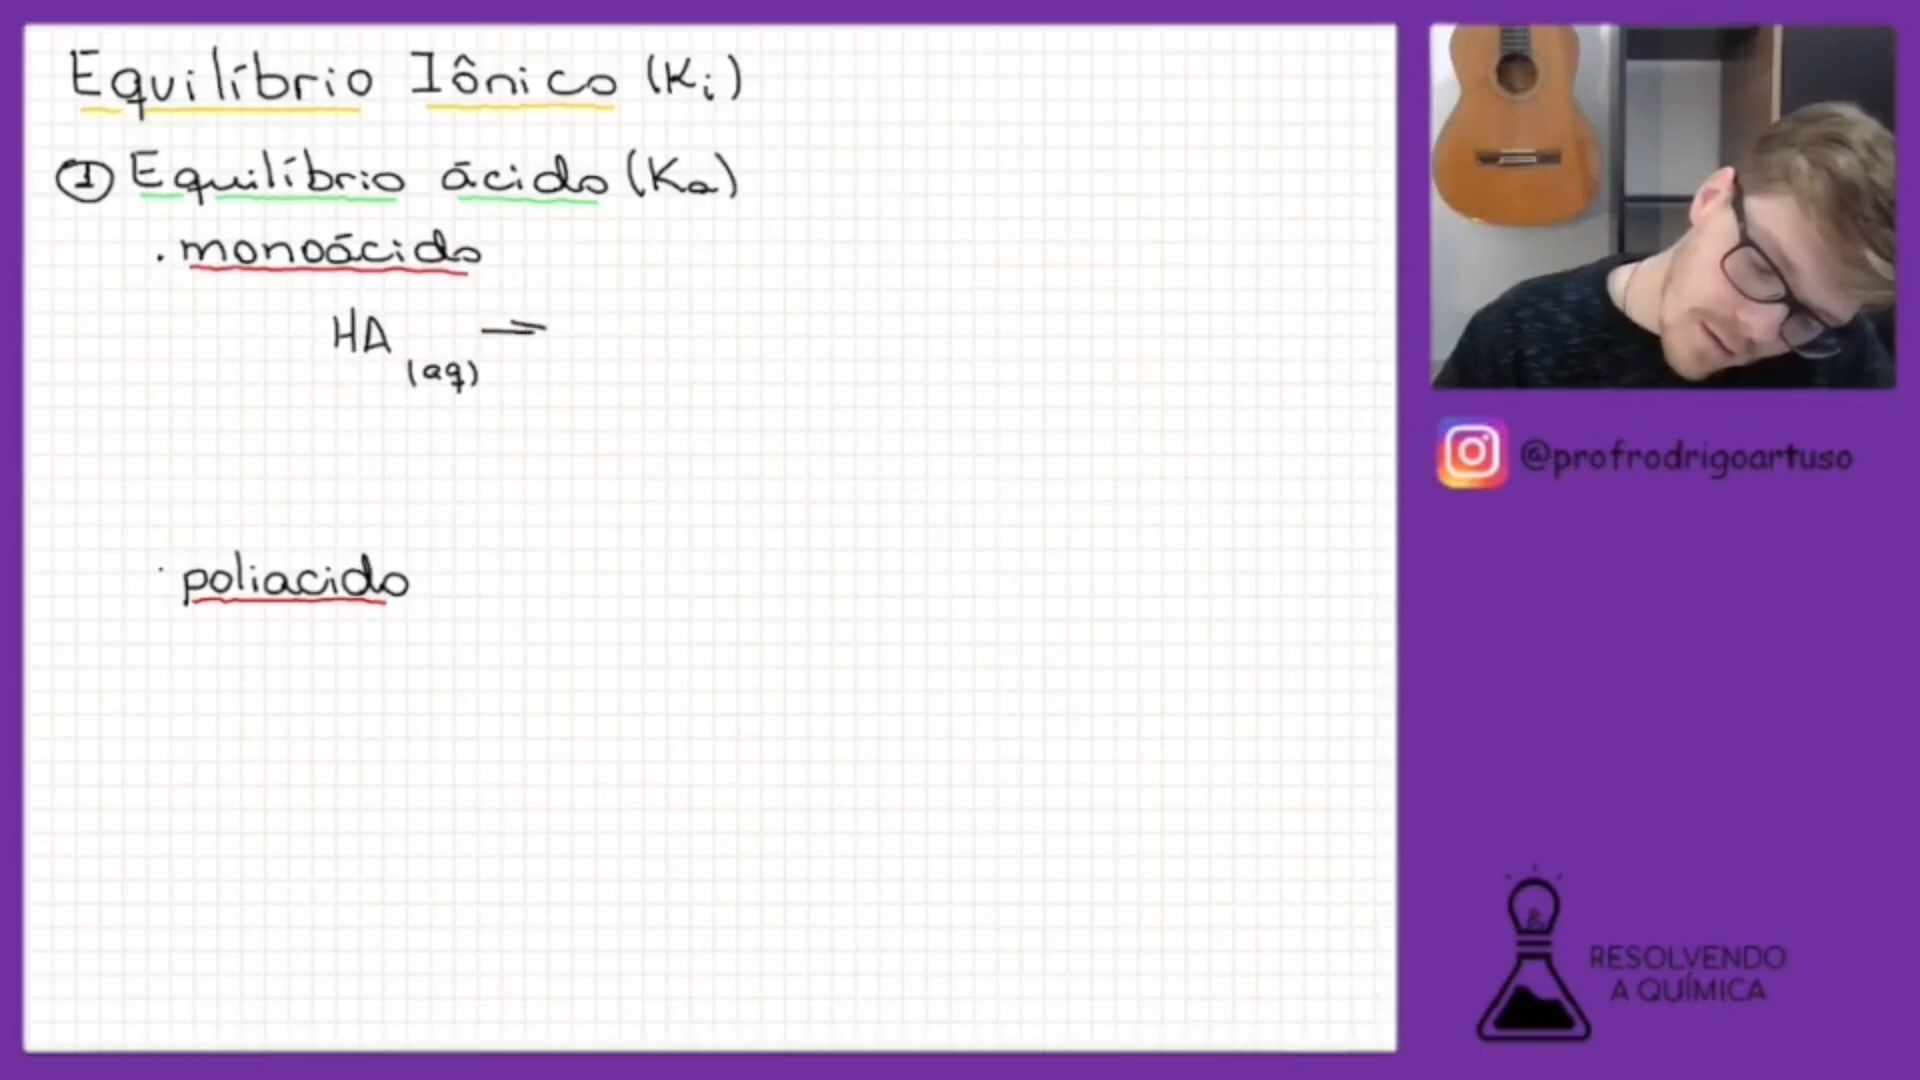 Equilíbrio Iônico (Ki)
① Equilíbrio ácido (Ka)
. monoácido
HA (aq) ⇌
. poliacido
@profrodrigoartuso
RESOLVENDO
A QUÍMICA